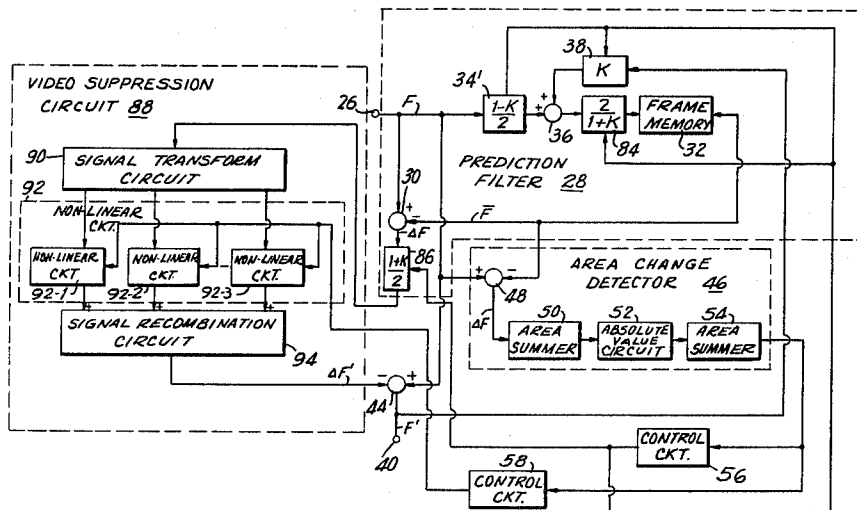 VIDEO SUPPRESSION
CIRCUIT 88
26
F
34'
1-K
2
+
+
36
38
K
2
1+K
84
FRAME
MEMORY
32
PREDICTION
FILTER 28
90
SIGNAL TRANSFORM
CIRCUIT
92
NON-LINEAR
CKT.
NON-LINEAR
CKT.
92-1
NON-LINEAR
CKT.
92-2
NON-LINEAR
CKT.
92-3
+
+
+
SIGNAL RECOMBINATION
CIRCUIT
94
30
+
-
ΔF
F̅
1+K
2
86
AREA CHANGE
DETECTOR 46
+
-
48
ΔF
50
AREA
SUMMER
52
ABSOLUTE
VALUE
CIRCUIT
54
AREA
SUMMER
ΔF'
-
+
44
F'
40
CONTROL
CKT.
56
58
CONTROL
CKT.